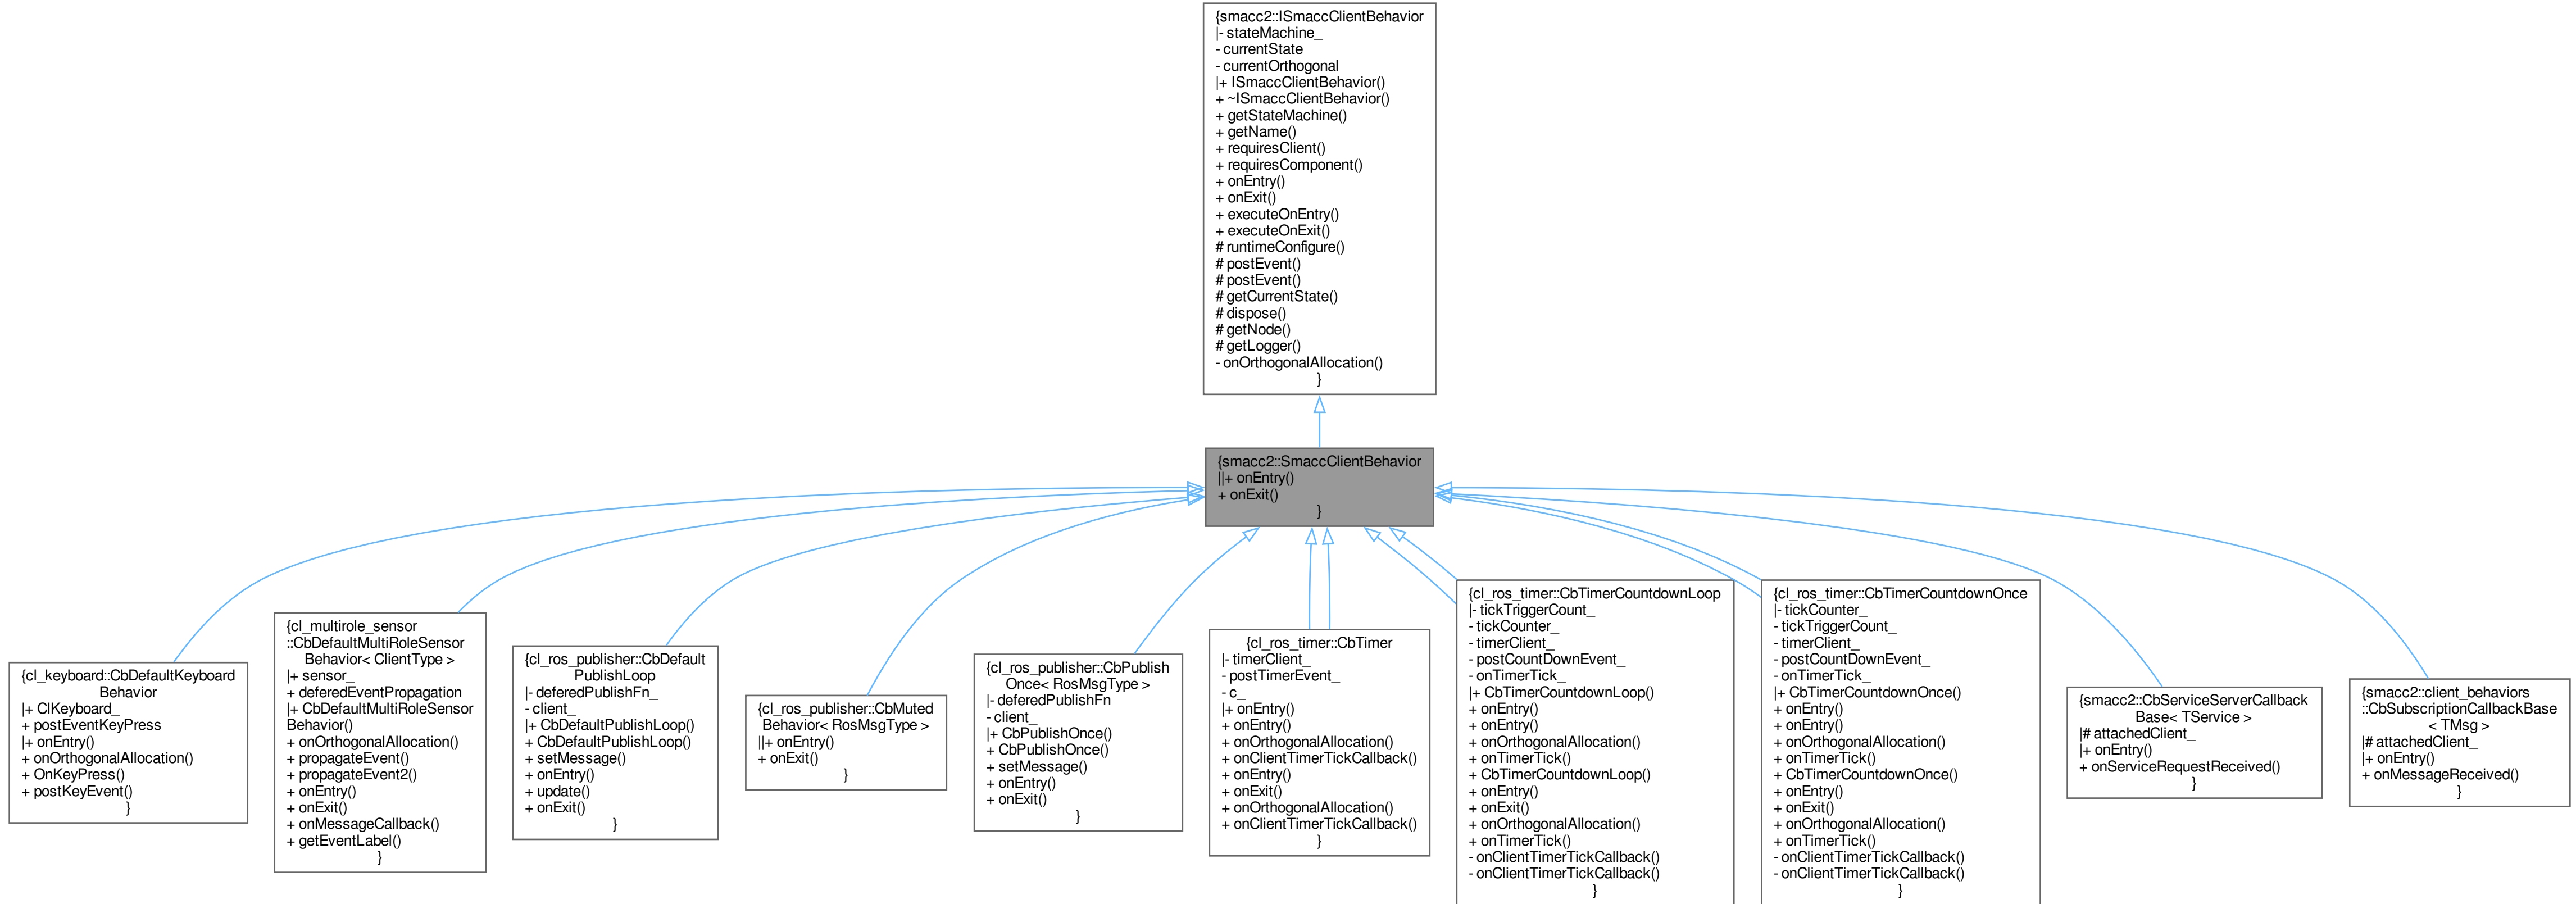 {smacc2::ISmaccClientBehavior
|- stateMachine_
- currentState
- currentOrthogonal
|+ ISmaccClientBehavior()
+ ~ISmaccClientBehavior()
+ getStateMachine()
+ getName()
+ requiresClient()
+ requiresComponent()
+ onEntry()
+ onExit()
+ executeOnEntry()
+ executeOnExit()
# runtimeConfigure()
# postEvent()
# postEvent()
# getCurrentState()
# dispose()
# getNode()
# getLogger()
- onOrthogonalAllocation()
}
{smacc2::SmaccClientBehavior
||+ onEntry()
+ onExit()
}
{cl_keyboard::CbDefaultKeyboard
Behavior
|+ ClKeyboard_
+ postEventKeyPress
|+ onEntry()
+ onOrthogonalAllocation()
+ OnKeyPress()
+ postKeyEvent()
}
{cl_multirole_sensor
::CbDefaultMultiRoleSensor
Behavior< ClientType >
|+ sensor_
+ deferedEventPropagation
|+ CbDefaultMultiRoleSensor
Behavior()
+ onOrthogonalAllocation()
+ propagateEvent()
+ propagateEvent2()
+ onEntry()
+ onExit()
+ onMessageCallback()
+ getEventLabel()
}
{cl_ros_publisher::CbDefault
PublishLoop
|- deferedPublishFn_
- client_
|+ CbDefaultPublishLoop()
+ CbDefaultPublishLoop()
+ setMessage()
+ onEntry()
+ update()
+ onExit()
}
{cl_ros_publisher::CbMuted
Behavior< RosMsgType >
||+ onEntry()
+ onExit()
}
{cl_ros_publisher::CbPublish
Once< RosMsgType >
|- deferedPublishFn
- client_
|+ CbPublishOnce()
+ CbPublishOnce()
+ setMessage()
+ onEntry()
+ onExit()
}
{cl_ros_timer::CbTimer
|- timerClient_
- postTimerEvent_
- c_
|+ onEntry()
+ onEntry()
+ onOrthogonalAllocation()
+ onClientTimerTickCallback()
+ onEntry()
+ onExit()
+ onOrthogonalAllocation()
+ onClientTimerTickCallback()
}
{cl_ros_timer::CbTimerCountdownLoop
|- tickTriggerCount_
- tickCounter_
- timerClient_
- postCountDownEvent_
- onTimerTick_
|+ CbTimerCountdownLoop()
+ onEntry()
+ onEntry()
+ onOrthogonalAllocation()
+ onTimerTick()
+ CbTimerCountdownLoop()
+ onEntry()
+ onExit()
+ onOrthogonalAllocation()
+ onTimerTick()
- onClientTimerTickCallback()
- onClientTimerTickCallback()
}
{cl_ros_timer::CbTimerCountdownOnce
|- tickCounter_
- tickTriggerCount_
- timerClient_
- postCountDownEvent_
- onTimerTick_
|+ CbTimerCountdownOnce()
+ onEntry()
+ onEntry()
+ onOrthogonalAllocation()
+ onTimerTick()
+ CbTimerCountdownOnce()
+ onEntry()
+ onExit()
+ onOrthogonalAllocation()
+ onTimerTick()
- onClientTimerTickCallback()
- onClientTimerTickCallback()
}
{smacc2::CbServiceServerCallback
Base< TService >
|# attachedClient_
|+ onEntry()
+ onServiceRequestReceived()
}
{smacc2::client_behaviors
::CbSubscriptionCallbackBase
< TMsg >
|# attachedClient_
|+ onEntry()
+ onMessageReceived()
}